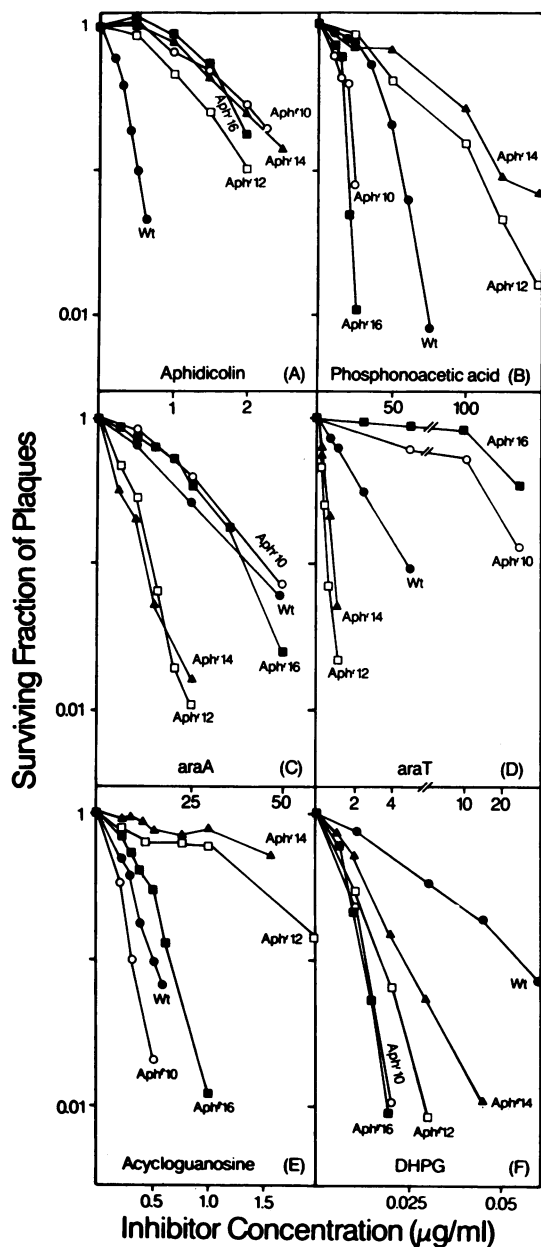 Surviving Fraction of Plaques
1
0.01
Wt
Aphʳ16
Aphʳ10
Aphʳ14
Aphʳ12
Aphidicolin (A)
1 2
Aphʳ14
Aphʳ10
Aphʳ12
Aphʳ16
Wt
Phosphonoacetic acid (B)
50 100
1
0.01
Aphʳ10
Wt
Aphʳ14
Aphʳ16
Aphʳ12
araA (C)
25 50
Aphʳ16
Aphʳ10
Wt
Aphʳ14
Aphʳ12
araT (D)
2 4 10 20
1
0.01
Aphʳ14
Aphʳ12
Wt
Aphʳ10
Aphʳ16
Acycloguanosine (E)
0.5 1.0 1.5
Wt
Aphʳ10
Aphʳ16
Aphʳ12
Aphʳ14
DHPG (F)
0.025 0.05
Inhibitor Concentration (μg/ml)